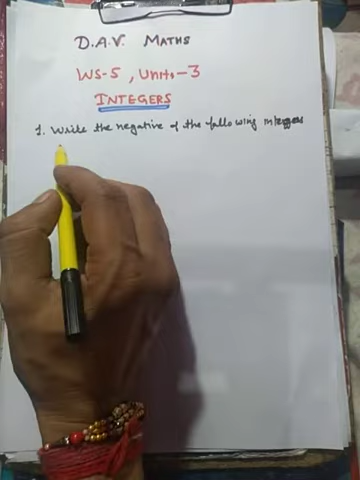 D.A.V. MATHS
WS-5, Unit-3
INTEGERS
1. Write the negative of the following integers